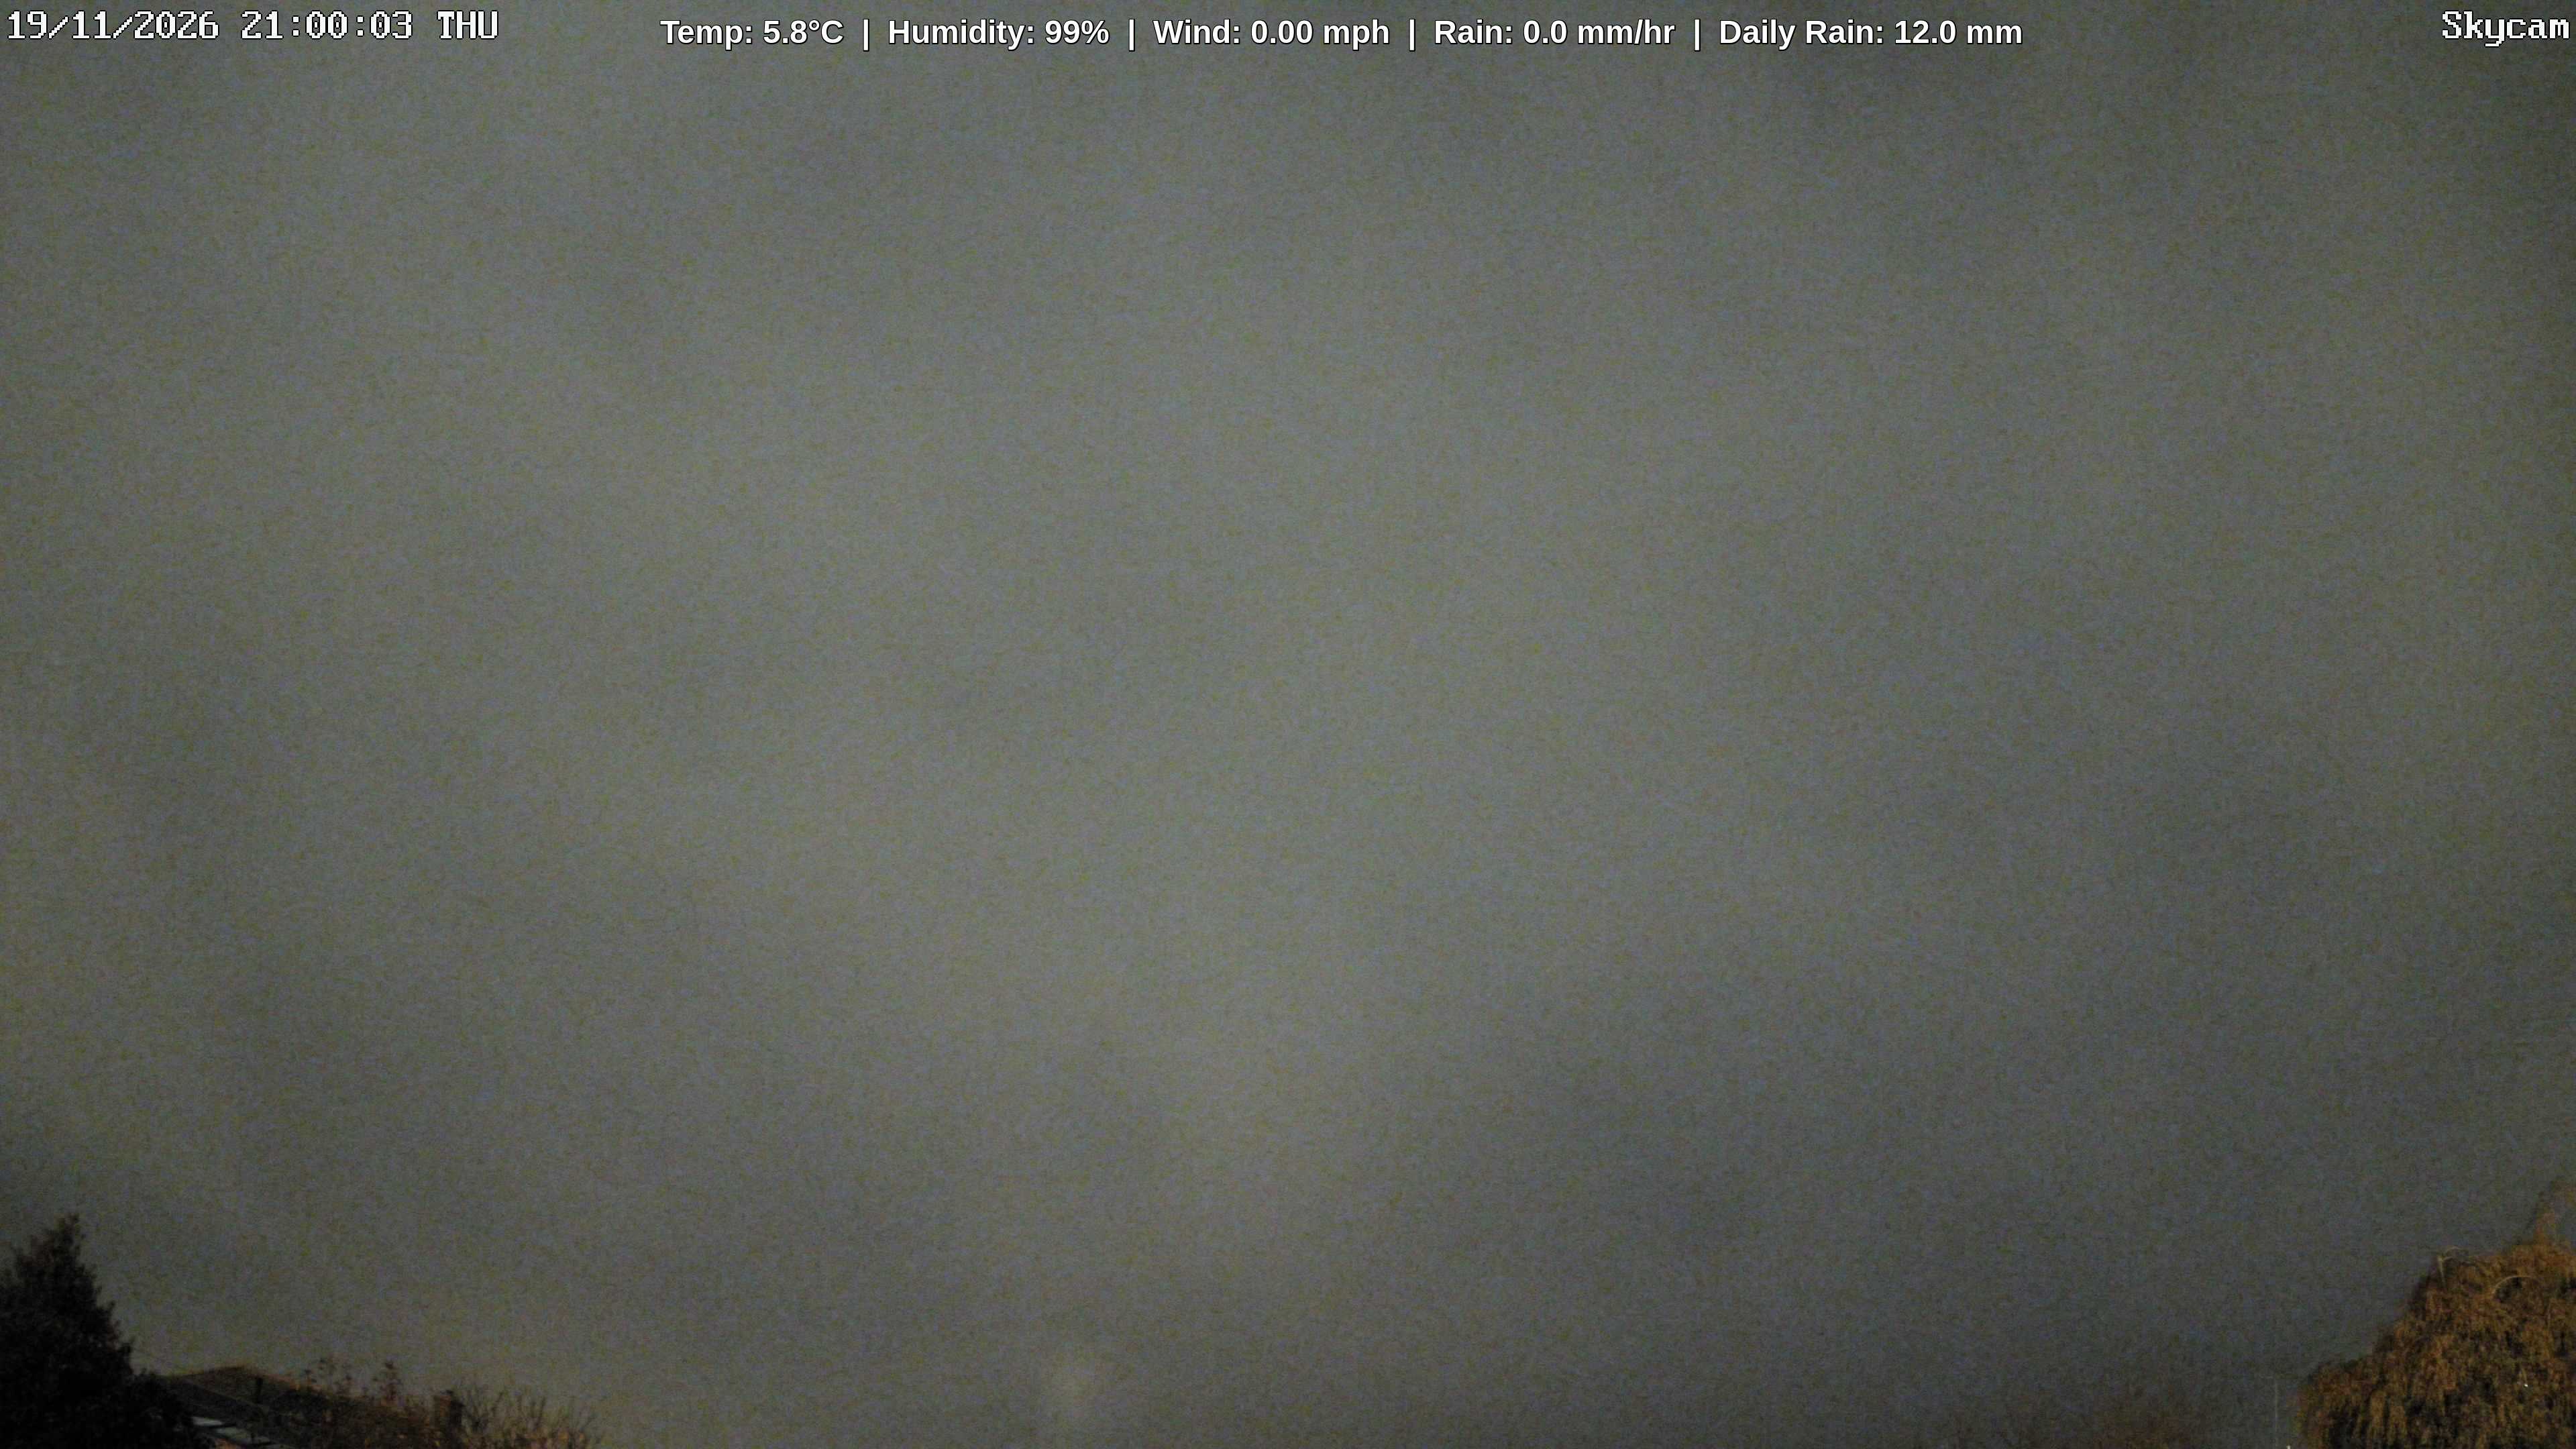 19/11/2026 21:00:03 THU
Temp: 5.8°C | Humidity: 99% | Wind: 0.00 mph | Rain: 0.0 mm/hr | Daily Rain: 12.0 mm
Skycam